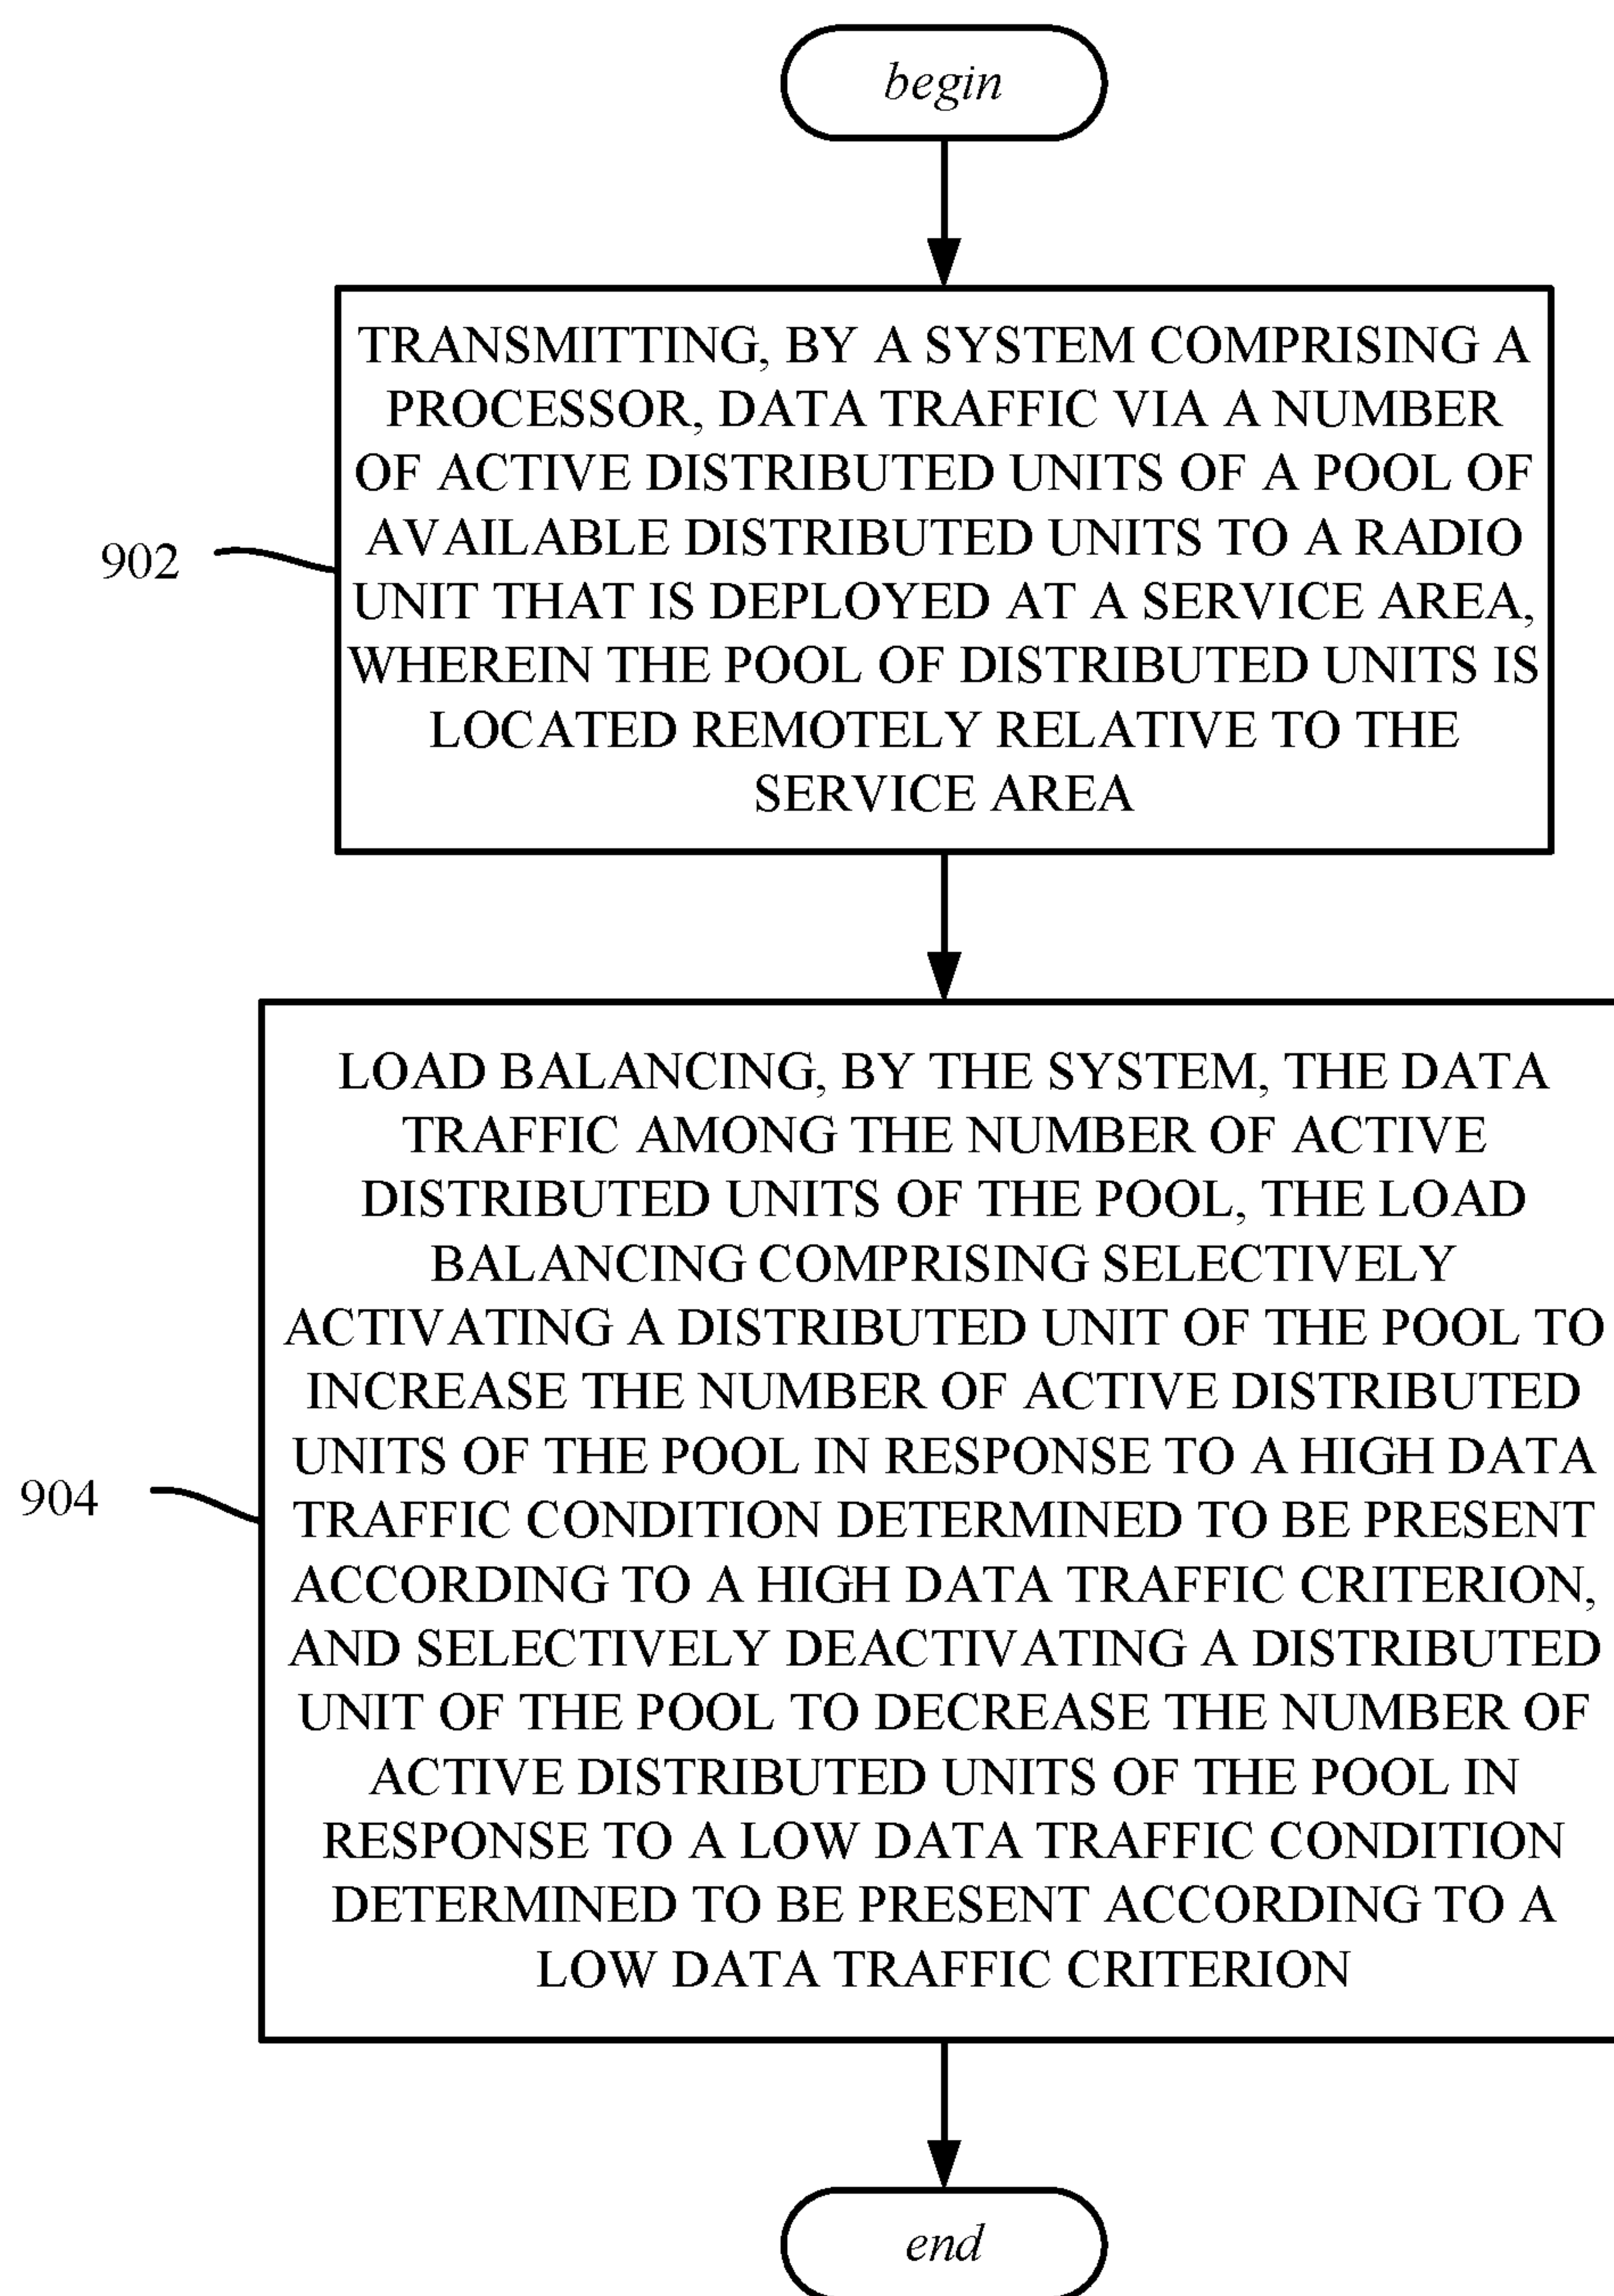 begin
TRANSMITTING, BY A SYSTEM COMPRISING A
PROCESSOR, DATA TRAFFIC VIA A NUMBER
OF ACTIVE DISTRIBUTED UNITS OF A POOL OF
AVAILABLE DISTRIBUTED UNITS TO A RADIO
UNIT THAT IS DEPLOYED AT A SERVICE AREA,
WHEREIN THE POOL OF DISTRIBUTED UNITS IS
LOCATED REMOTELY RELATIVE TO THE
SERVICE AREA
902
LOAD BALANCING, BY THE SYSTEM, THE DATA
TRAFFIC AMONG THE NUMBER OF ACTIVE
DISTRIBUTED UNITS OF THE POOL, THE LOAD
BALANCING COMPRISING SELECTIVELY
ACTIVATING A DISTRIBUTED UNIT OF THE POOL TO
INCREASE THE NUMBER OF ACTIVE DISTRIBUTED
UNITS OF THE POOL IN RESPONSE TO A HIGH DATA
TRAFFIC CONDITION DETERMINED TO BE PRESENT
ACCORDING TO A HIGH DATA TRAFFIC CRITERION,
AND SELECTIVELY DEACTIVATING A DISTRIBUTED
UNIT OF THE POOL TO DECREASE THE NUMBER OF
ACTIVE DISTRIBUTED UNITS OF THE POOL IN
RESPONSE TO A LOW DATA TRAFFIC CONDITION
DETERMINED TO BE PRESENT ACCORDING TO A
LOW DATA TRAFFIC CRITERION
904
end